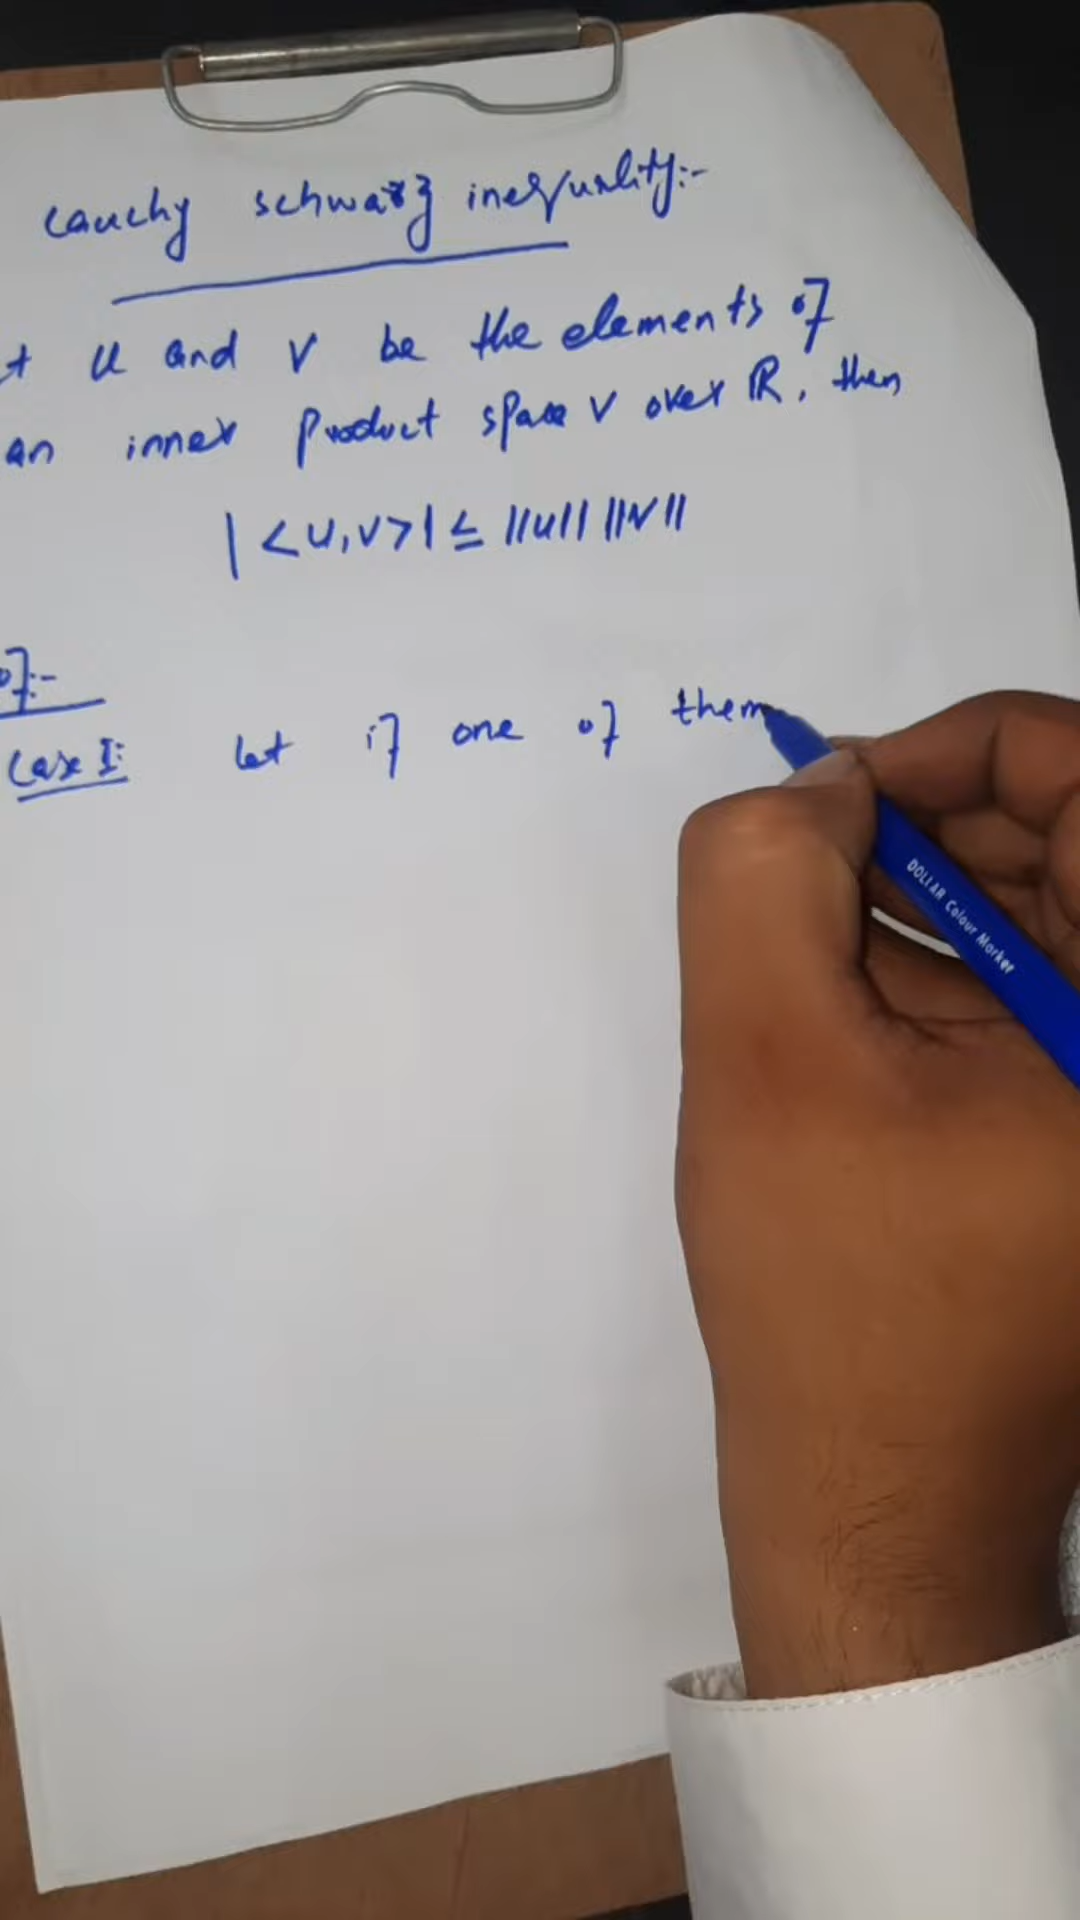 Cauchy schwarz inequality:-
u and v be the elements of
an inner product space V over ℝ, then
|<u,v>| ≤ ||u|| ||v||
Case I: Let if one of them
DOLLAR Colour Marker